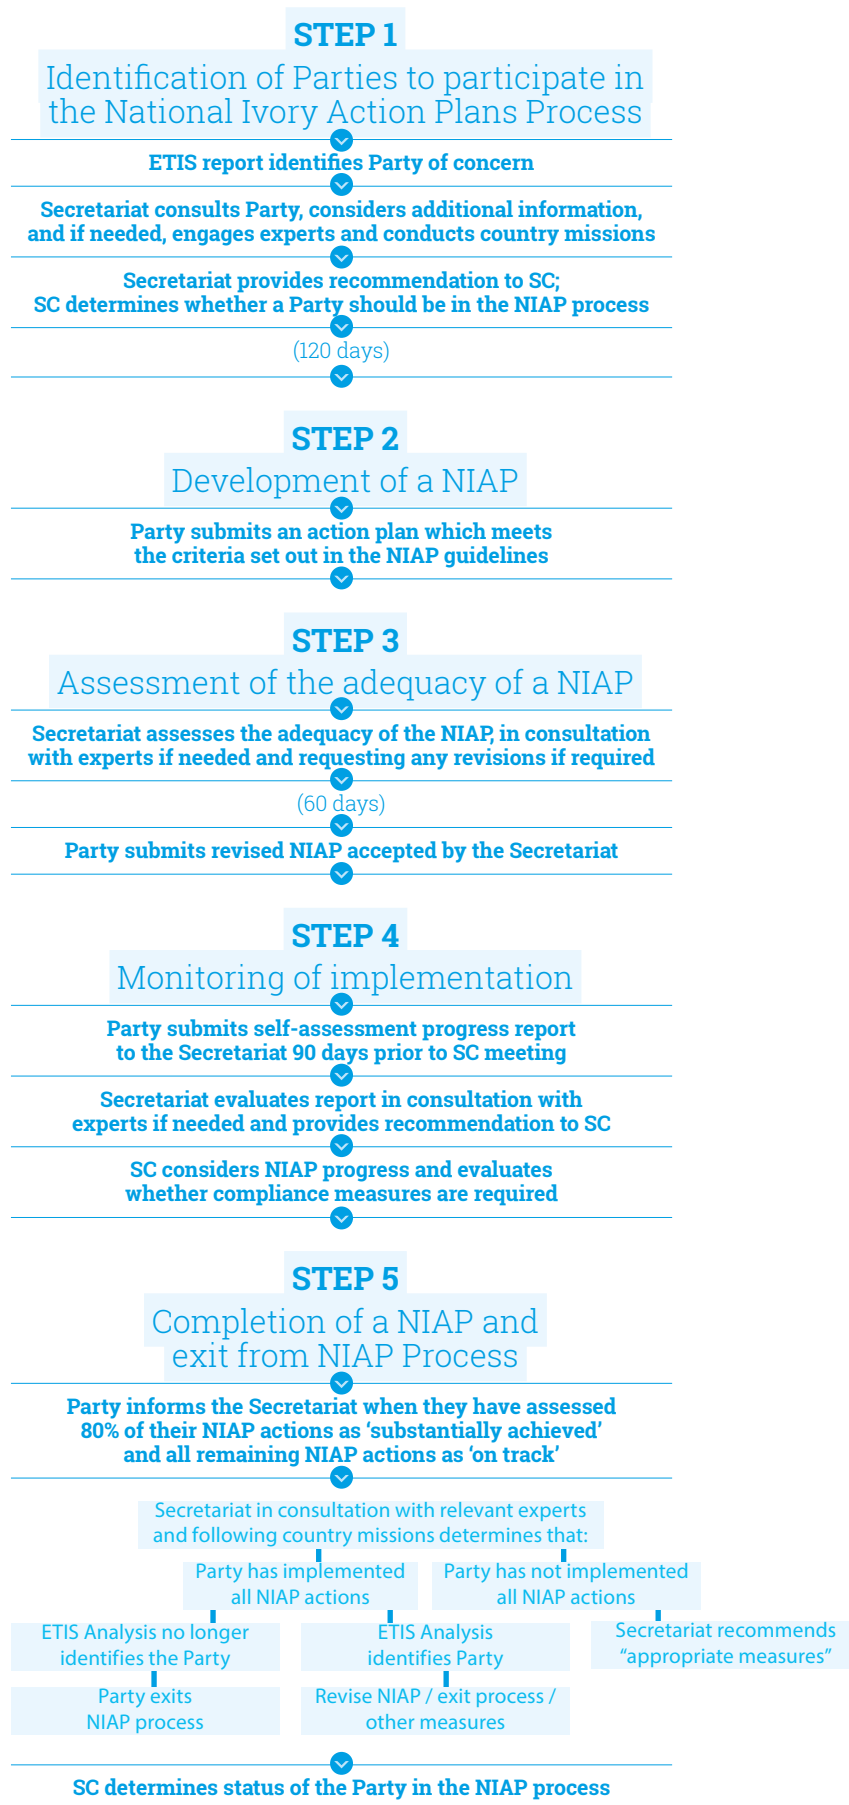 STEP 1
Identification of Parties to participate in
the National Ivory Action Plans Process
ETIS report identifies Party of concern
Secretariat consults Party, considers additional information,
and if needed, engages experts and conducts country missions
Secretariat provides recommendation to SC;
SC determines whether a Party should be in the NIAP process
(120 days)
STEP 2
Development of a NIAP
Party submits an action plan which meets
the criteria set out in the NIAP guidelines
STEP 3
Assessment of the adequacy of a NIAP
Secretariat assesses the adequacy of the NIAP, in consultation
with experts if needed and requesting any revisions if required
(60 days)
Party submits revised NIAP accepted by the Secretariat
STEP 4
Monitoring of implementation
Party submits self-assessment progress report
to the Secretariat 90 days prior to SC meeting
Secretariat evaluates report in consultation with
experts if needed and provides recommendation to SC
SC considers NIAP progress and evaluates
whether compliance measures are required
STEP 5
Completion of a NIAP and
exit from NIAP Process
Party informs the Secretariat when they have assessed
80% of their NIAP actions as ‘substantially achieved’
and all remaining NIAP actions as ‘on track’
Secretariat in consultation with relevant experts
and following country missions determines that:
Party has implemented
all NIAP actions
Party has not implemented
all NIAP actions
ETIS Analysis no longer
identifies the Party
ETIS Analysis
identifies Party
Secretariat recommends
“appropriate measures”
Party exits
NIAP process
Revise NIAP / exit process /
other measures
SC determines status of the Party in the NIAP process